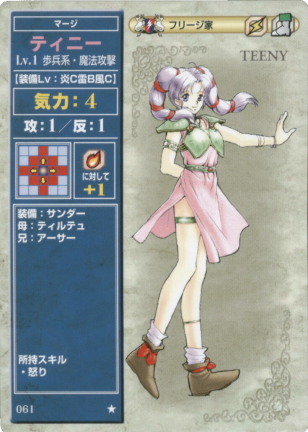 マージ
ティニー
Lv.1 歩兵系・魔法攻撃
【装備Lv：炎C雷B風C】
気力：4
攻：1／反：1
に対して
+1
装備：サンダー
母：ティルテュ
兄：アーサー
所持スキル
・怒り
061 ★
フリージ家
TEENY